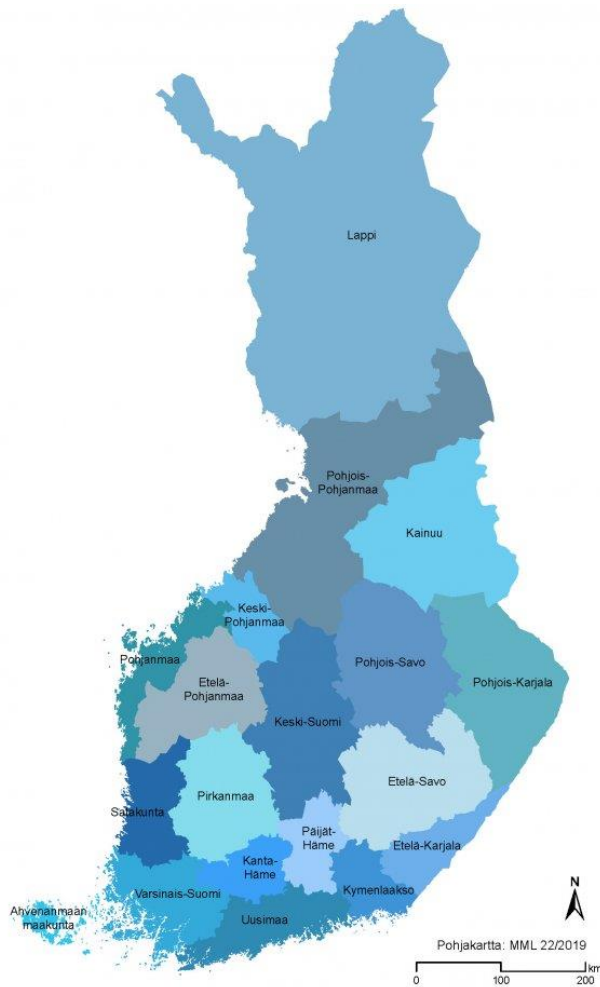 Lappi
Pohjois-
Pohjanmaa
Kainuu
Keski-
Pohjanmaa
Pohjanmaa
Pohjois-Savo
Etelä-
Pohjanmaa
Pohjois-Karjala
Keski-Suomi
Etelä-Savo
Pirkanmaa
Satakunta
Päijät-
Häme
Etelä-Karjala
Kanta-
Häme
Varsinais-Suomi
Kymenlaakso
Ahvenanmaan
maakunta
Uusimaa
N
Pohjakartta: MML 22/2019
km
0 100 200